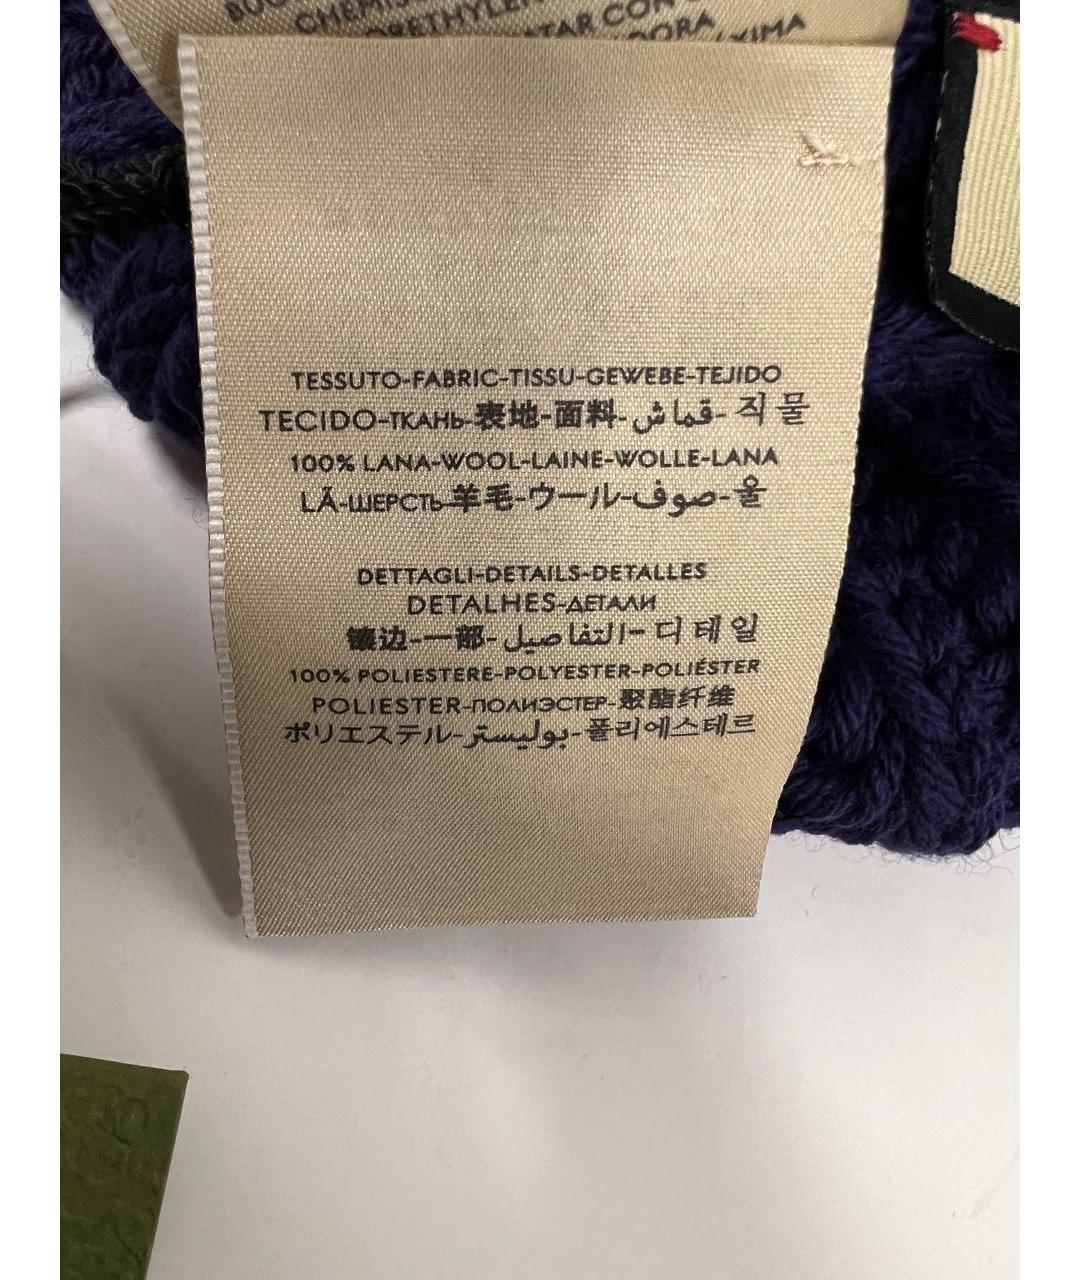 CHEMIS
TAR CON
TESSUTO-FABRIC-TISSU-GEWEBE-TEJIDO
TECIDO-ТКАНЬ-表地-面料-قماش-직물
100% LANA-WOOL-LAINE-WOLLE-LANA
LÃ-ШЕРСТЬ-羊毛-ウール-صوف-울
DETTAGLI-DETAILS-DETALLES
DETALHES-ДЕТАЛИ
镶边-一部-التفاصيل-디테일
100% POLIESTERE-POLYESTER-POLIÉSTER
POLIESTER-ПОЛИЭСТЕР-聚酯纤维
ポリエステル-بوليستر-폴리에스테르